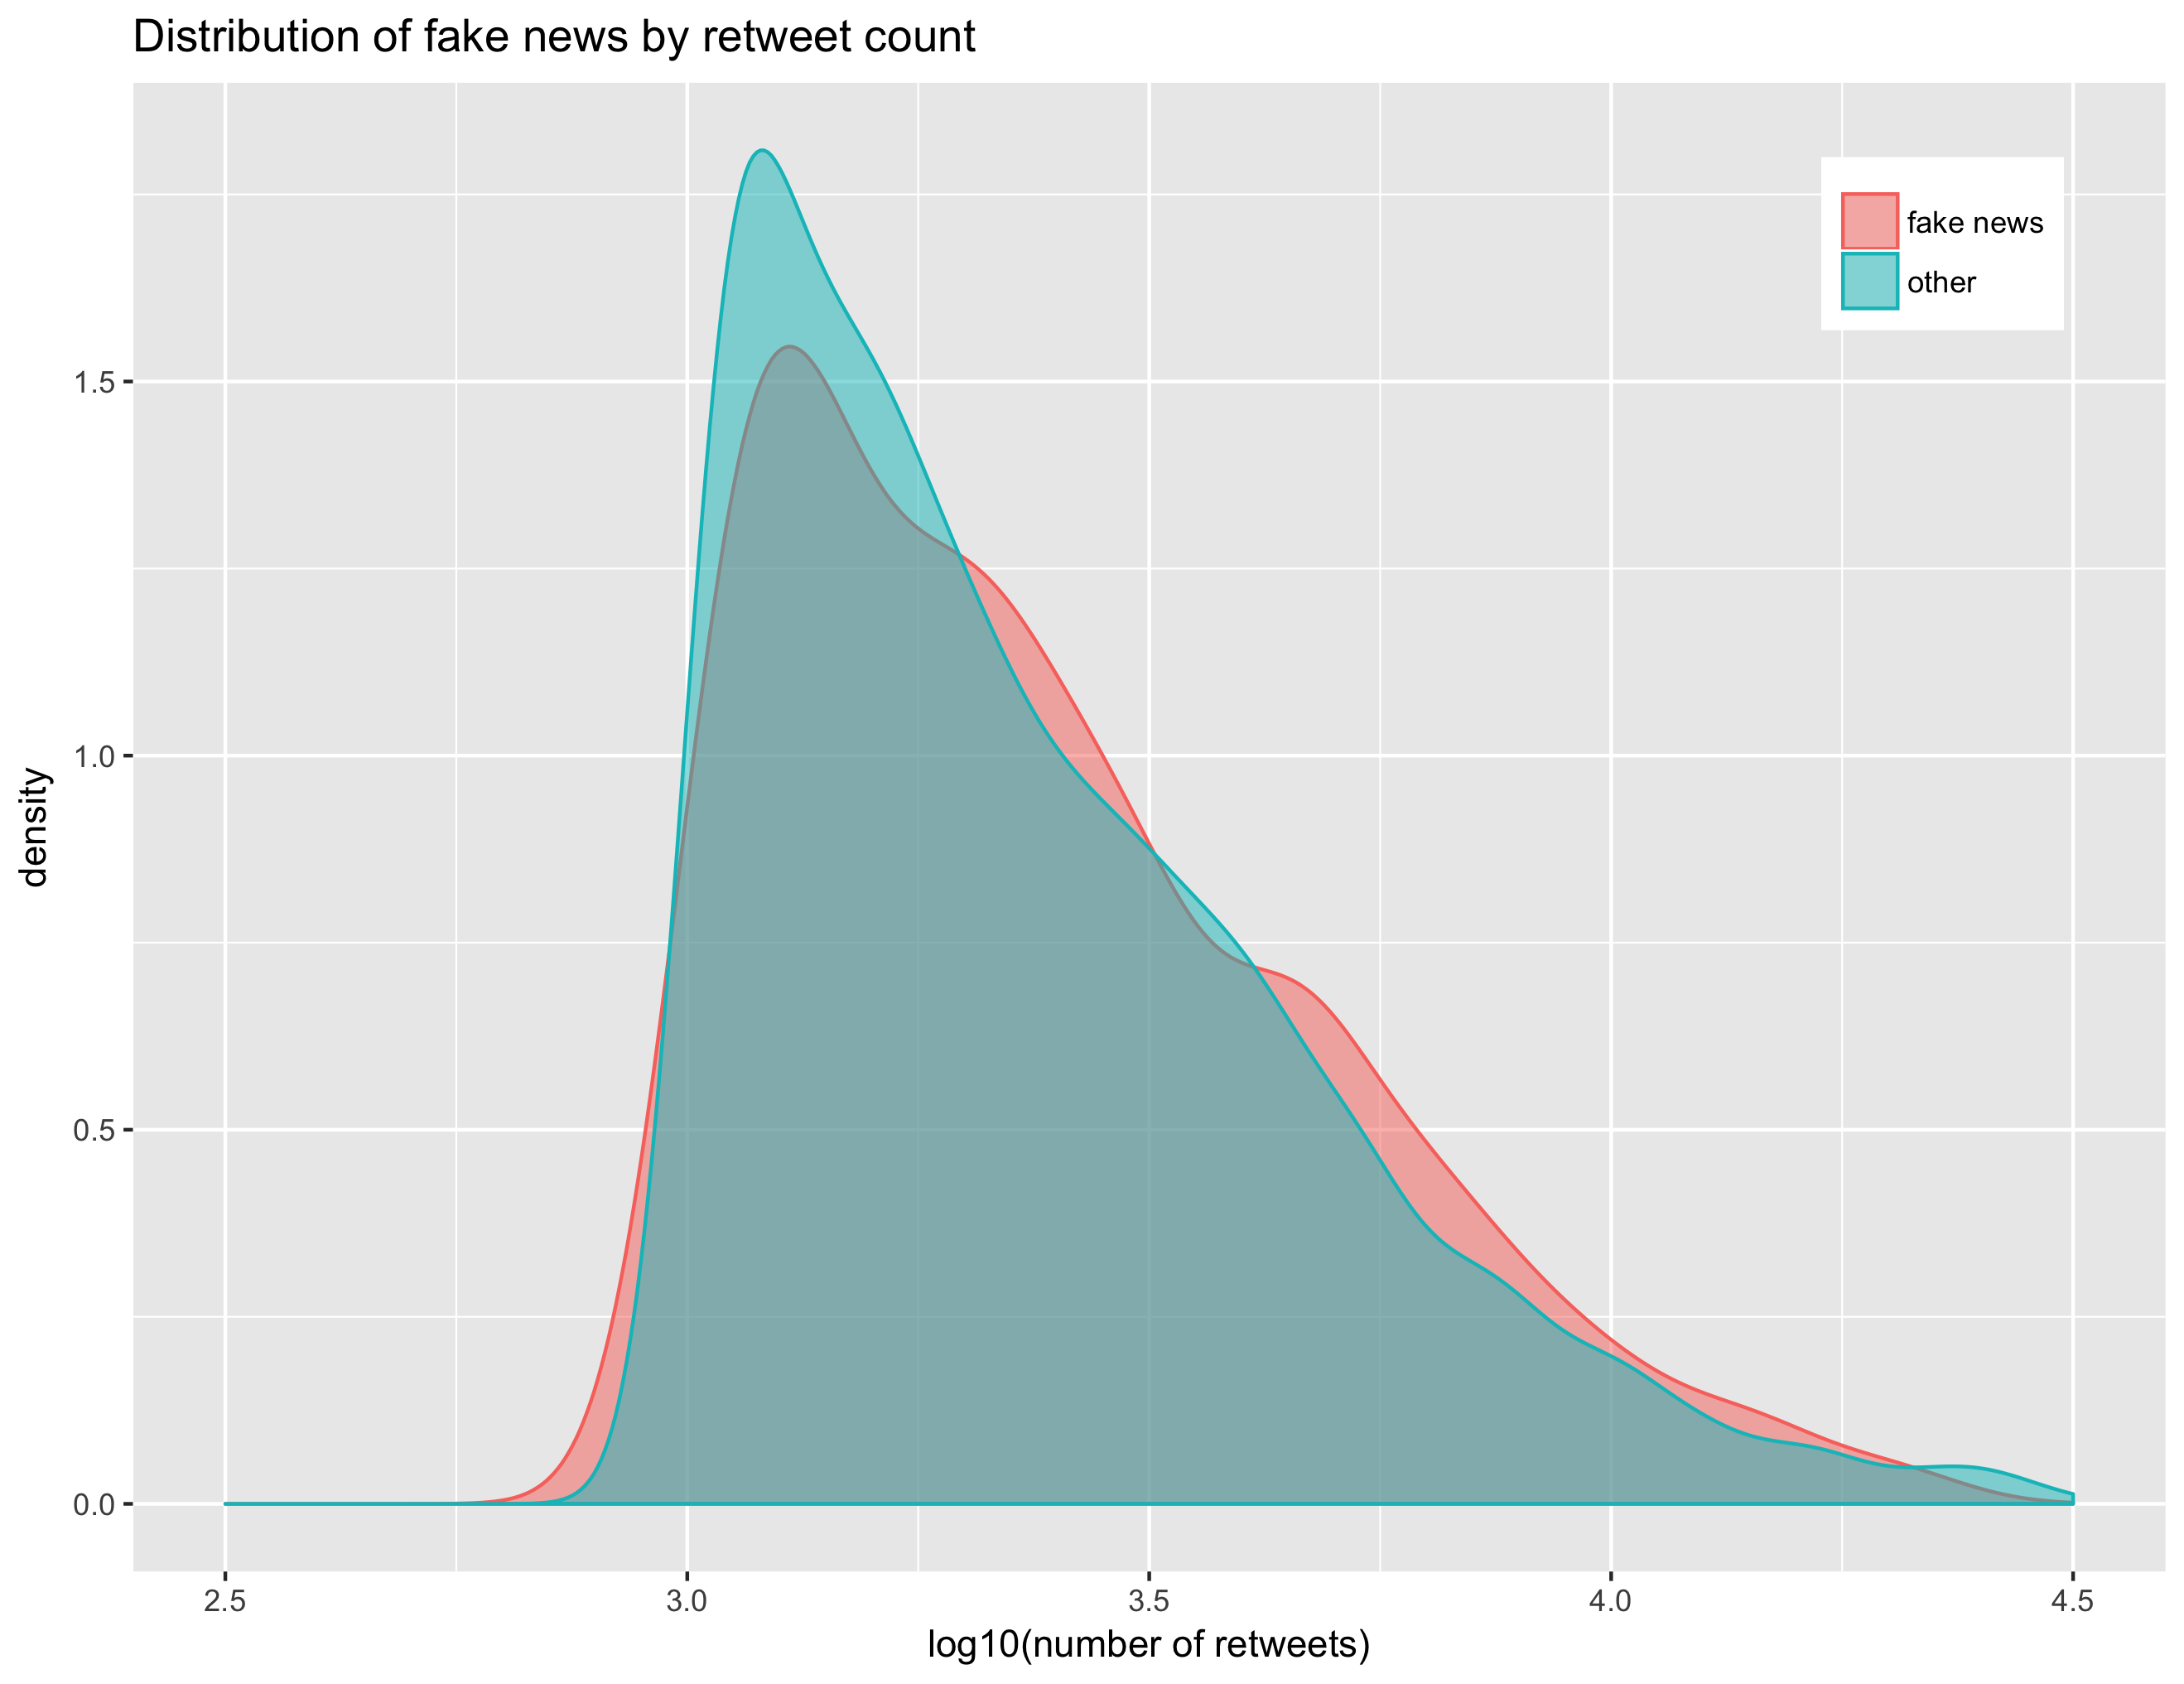 Distribution of fake news by retweet count
fake news
other
1.5
1.0
0.5
0.0
density
2.5 3.0 3.5 4.0 4.5
log10(number of retweets)